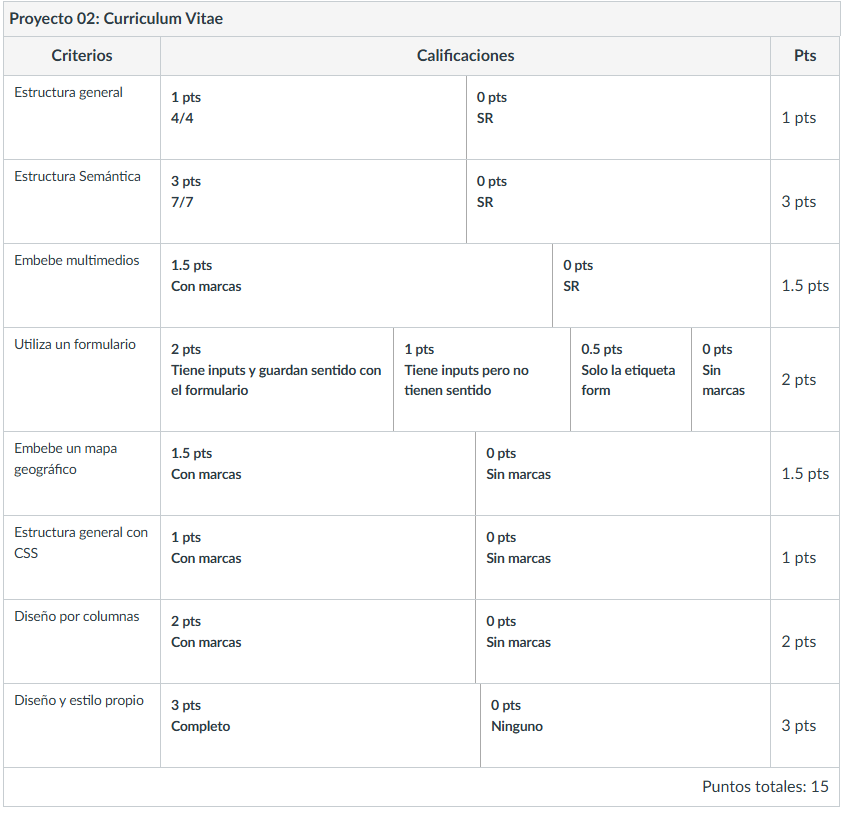 Proyecto 02: Curriculum Vitae
Criterios Calificaciones Pts
Estructura general
1 pts
4/4
0 pts
SR
1 pts
Estructura Semántica
3 pts
7/7
0 pts
SR
3 pts
Embebe multimedios
1.5 pts
Con marcas
0 pts
SR
1.5 pts
Utiliza un formulario
2 pts
Tiene inputs y guardan sentido con
el formulario
1 pts
Tiene inputs pero no
tienen sentido
0.5 pts
Solo la etiqueta
form
0 pts
Sin
marcas
2 pts
Embebe un mapa
geográfico
1.5 pts
Con marcas
0 pts
Sin marcas
1.5 pts
Estructura general con
CSS
1 pts
Con marcas
0 pts
Sin marcas
1 pts
Diseño por columnas
2 pts
Con marcas
0 pts
Sin marcas
2 pts
Diseño y estilo propio
3 pts
Completo
0 pts
Ninguno
3 pts
Puntos totales: 15